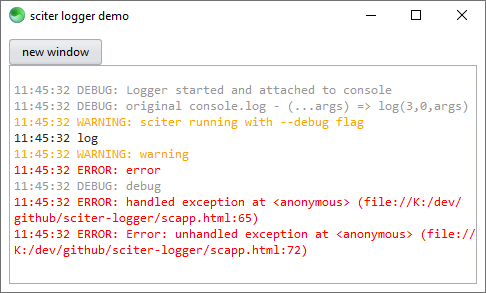 sciter logger demo
new window
11:45:32 DEBUG: Logger started and attached to console
11:45:32 DEBUG: original console.log - (...args) => log(3,0,args)
11:45:32 WARNING: sciter running with --debug flag
11:45:32 log
11:45:32 WARNING: warning
11:45:32 ERROR: error
11:45:32 DEBUG: debug
11:45:32 ERROR: handled exception at <anonymous> (file://K:/dev/
github/sciter-logger/scapp.html:65)
11:45:32 ERROR: Error: unhandled exception at <anonymous> (file://
K:/dev/github/sciter-logger/scapp.html:72)